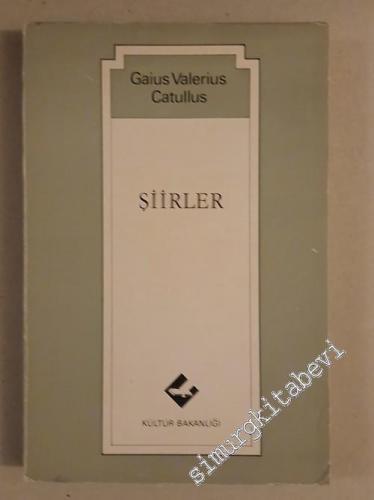 Gaius Valerius
Catullus
ŞİİRLER
KÜLTÜR BAKANLIĞI
simurgkitabevi